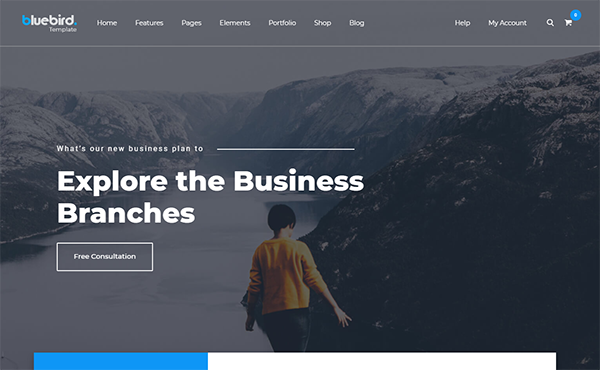 bluebird.
Template
Home Features Pages Elements Portfolio Shop Blog Help My Account 0
What's our new business plan to
Explore the Business
Branches
Free Consultation